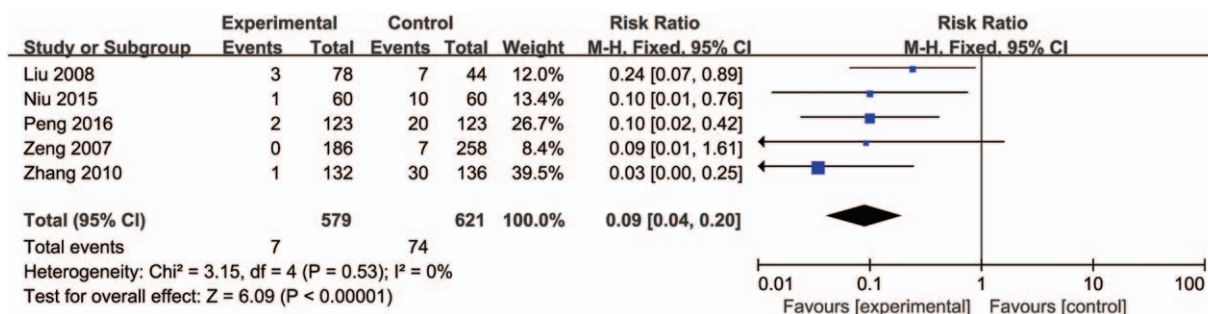 Experimental Control Risk Ratio Risk Ratio
Study or Subgroup Events Total Events Total Weight M-H, Fixed, 95% CI M-H, Fixed, 95% CI
Liu 2008 3 78 7 44 12.0% 0.24 [0.07, 0.89]
Niu 2015 1 60 10 60 13.4% 0.10 [0.01, 0.76]
Peng 2016 2 123 20 123 26.7% 0.10 [0.02, 0.42]
Zeng 2007 0 186 7 258 8.4% 0.09 [0.01, 1.61]
Zhang 2010 1 132 30 136 39.5% 0.03 [0.00, 0.25]
Total (95% CI) 579 621 100.0% 0.09 [0.04, 0.20]
Total events 7 74
Heterogeneity: Chi² = 3.15, df = 4 (P = 0.53); I² = 0%
Test for overall effect: Z = 6.09 (P < 0.00001)
0.01 0.1 1 10 100
Favours [experimental] Favours [control]